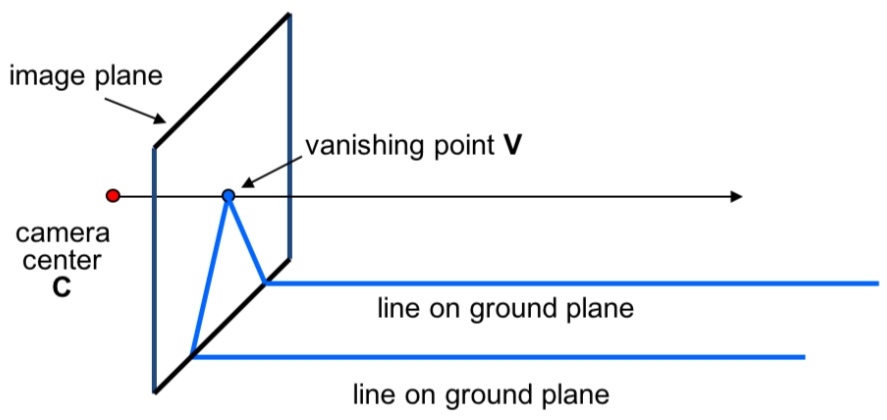 image plane
vanishing point V
camera
center
C
line on ground plane
line on ground plane